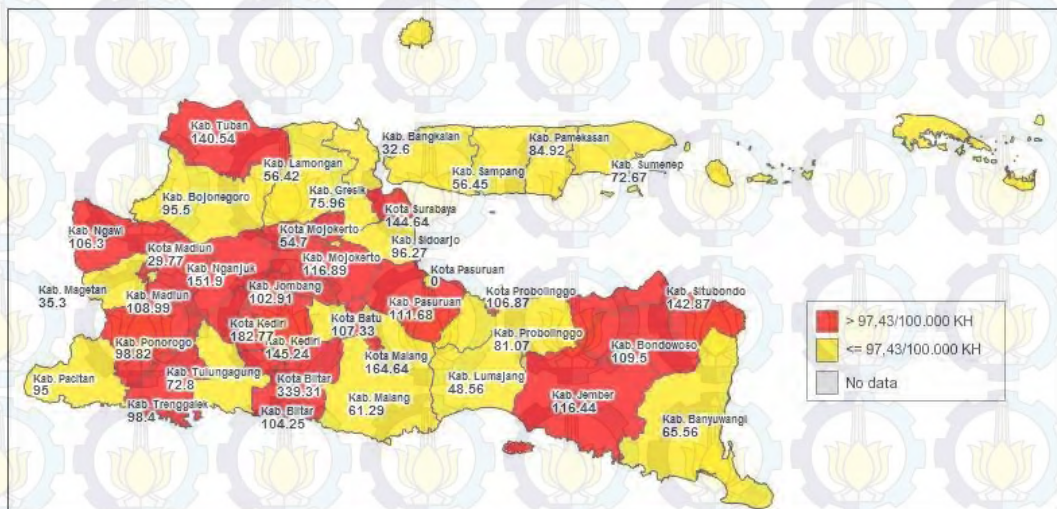 Kab. Tuban
140.54
Kab. Bangkalan
32.6
Kab. Pamekasan
84.92
Kab. Lamongan
56.42
Kab. Sampang
56.45
Kab. Sumenep
72.67
Kab. Gresik
75.96
Kab. Bojonegoro
95.5
Kota Surabaya
144.64
Kab. Ngawi
106.3
Kota Mojokerto
54.7
Kab. Sidoarjo
96.27
Kota Madiun
29.77
Kab. Nganjuk
151.9
Kab. Mojokerto
116.89
Kota Pasuruan
0
Kab. Magetan
35.3
Kab. Madiun
108.99
Kab. Jombang
102.91
Kab. Pasuruan
111.68
Kota Probolinggo
106.87
Kab. Situbondo
142.87
Kota Kediri
182.77
Kota Batu
107.33
Kab. Ponorogo
98.82
Kab. Kediri
145.24
Kab. Probolinggo
81.07
Kab. Bondowoso
109.5
Kota Malang
164.64
Kab. Pacitan
95
Kab. Tulungagung
72.8
Kota Blitar
339.31
Kab. Lumajang
48.56
Kab. Trenggalek
98.4
Kab. Blitar
104.25
Kab. Malang
61.29
Kab. Jember
116.44
Kab. Banyuwangi
65.56
> 97,43/100.000 KH
<= 97,43/100.000 KH
No data